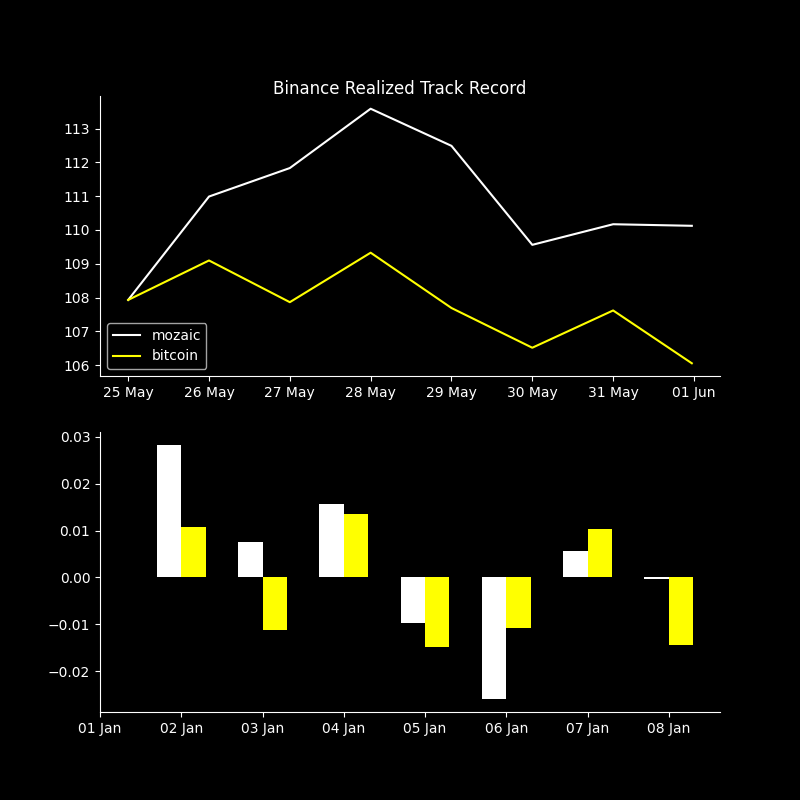 Binance Realized Track Record
113
112
111
110
109
108
107
106
mozaic
bitcoin
25 May 26 May 27 May 28 May 29 May 30 May 31 May 01 Jun
0.03
0.02
0.01
0.00
−0.01
−0.02
01 Jan 02 Jan 03 Jan 04 Jan 05 Jan 06 Jan 07 Jan 08 Jan